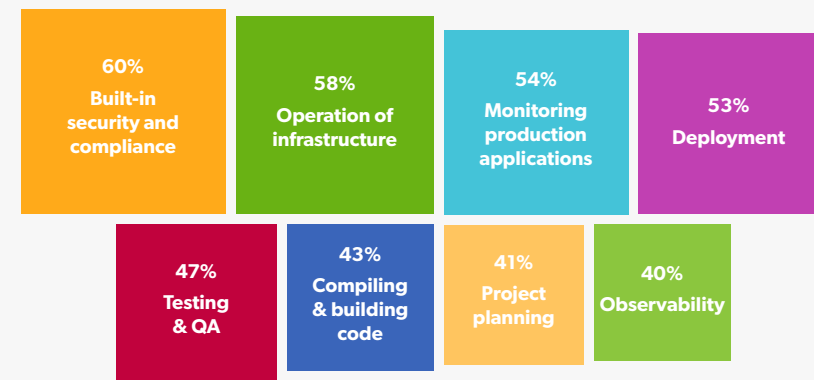 60%
Built-in
security and
compliance
58%
Operation of
infrastructure
54%
Monitoring
production
applications
53%
Deployment
47%
Testing
& QA
43%
Compiling
& building
code
41%
Project
planning
40%
Observability